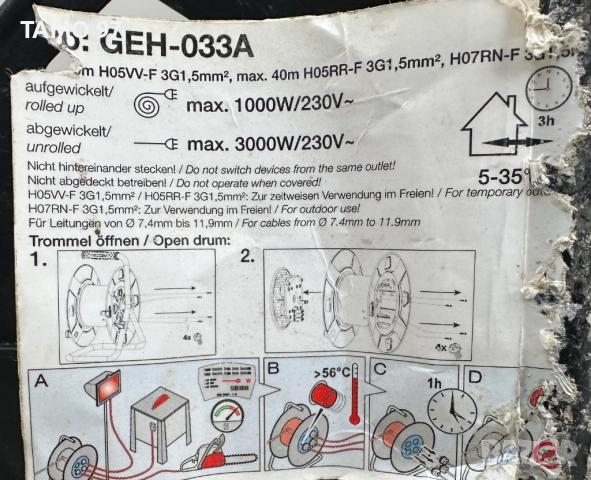 TAMO 97
o: GEH-033A
m H05VV-F 3G1,5mm², max. 40m H05RR-F 3G1,5mm², H07RN-F 3G1,5
aufgewickelt/
rolled up
max. 1000W/230V~
abgewickelt/
unrolled
max. 3000W/230V~
3h
5-35°
Nicht hintereinander stecken! / Do not switch devices from the same outlet!
Nicht abgedeckt betreiben! / Do not operate when covered!
H05VV-F 3G1,5mm² / H05RR-F 3G1,5mm²: Zur zeitweisen Verwendung im Freien! / For temporary
H07RN-F 3G1,5mm²: Zur Verwendung im Freien! / For outdoor use!
Für Leitungen von Ø 7,4mm bis 11,9mm / For cables from Ø 7.4mm to 11.9mm
Trommel öffnen / Open drum:
1.
2.
4x
4x
A
B
>56°C
C
1h
D